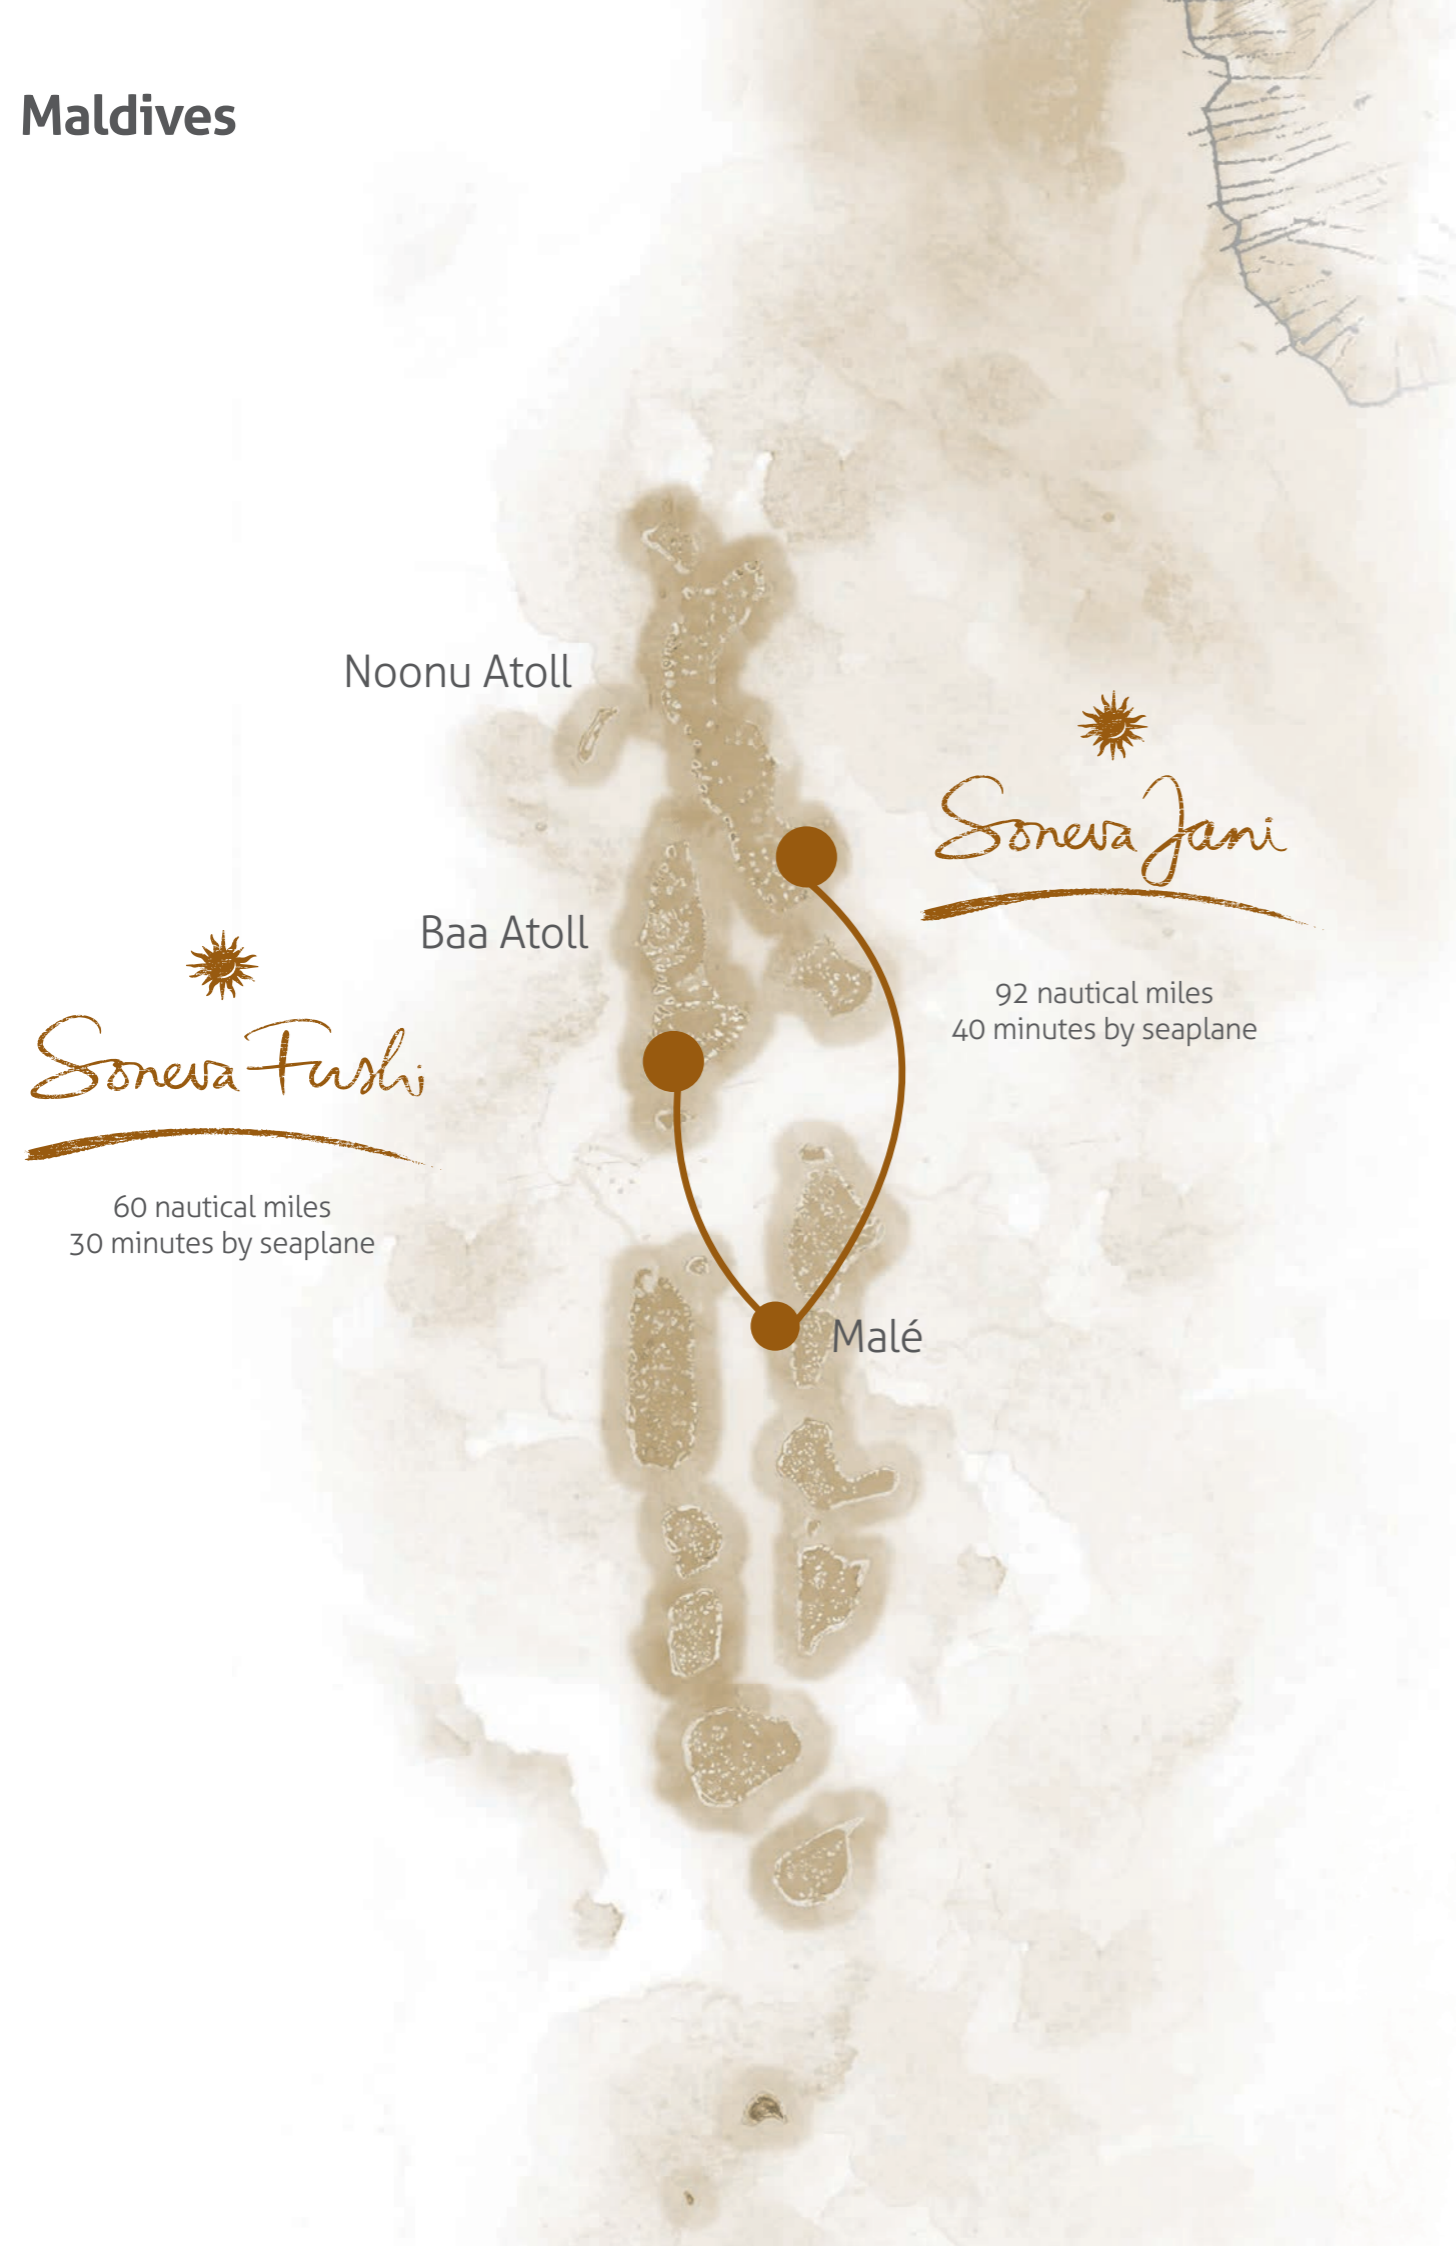 Maldives
Noonu Atoll
Soneva Jani
92 nautical miles
40 minutes by seaplane
Baa Atoll
Soneva Fushi
60 nautical miles
30 minutes by seaplane
Malé